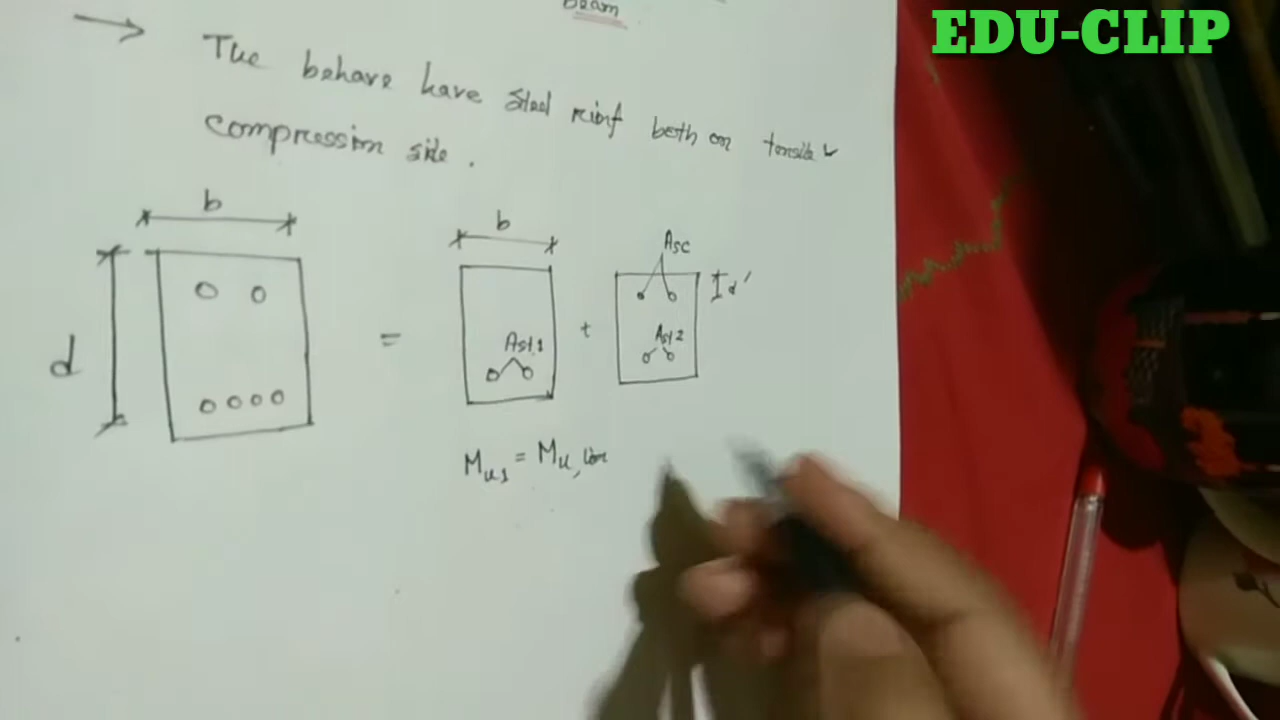 EDU-CLIP
Beam
The behave have steel reinf both on tensile
compression side .
b
b
Asc
d'
d
=
Ast1
+
Ast2
Mu1 = Mu,lim